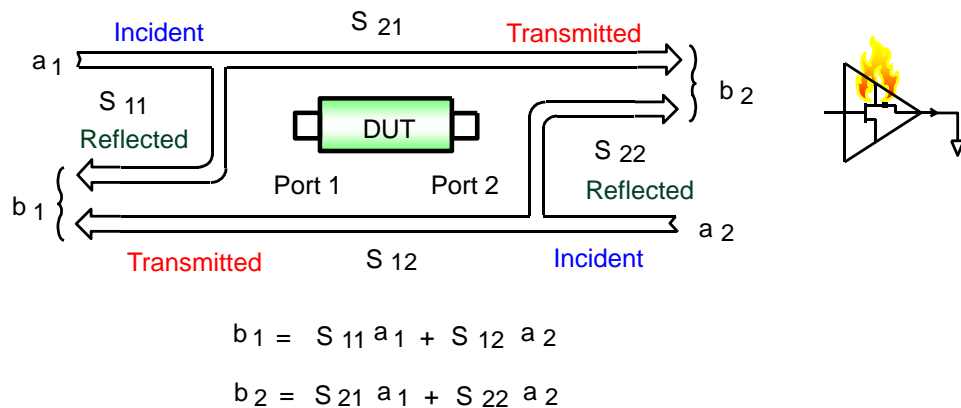 Incident S 21 Transmitted
a 1
S 11
b 2
DUT
Reflected
S 22
Port 1 Port 2
Reflected
b 1
a 2
Transmitted S 12 Incident
b 1 = S 11 a 1 + S 12 a 2
b 2 = S 21 a 1 + S 22 a 2